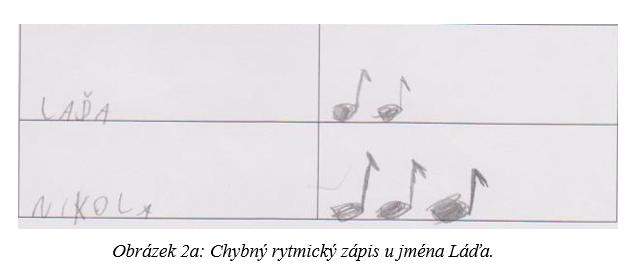 LAĎA
NIKOLA
Obrázek 2a: Chybný rytmický zápis u jména Láďa.